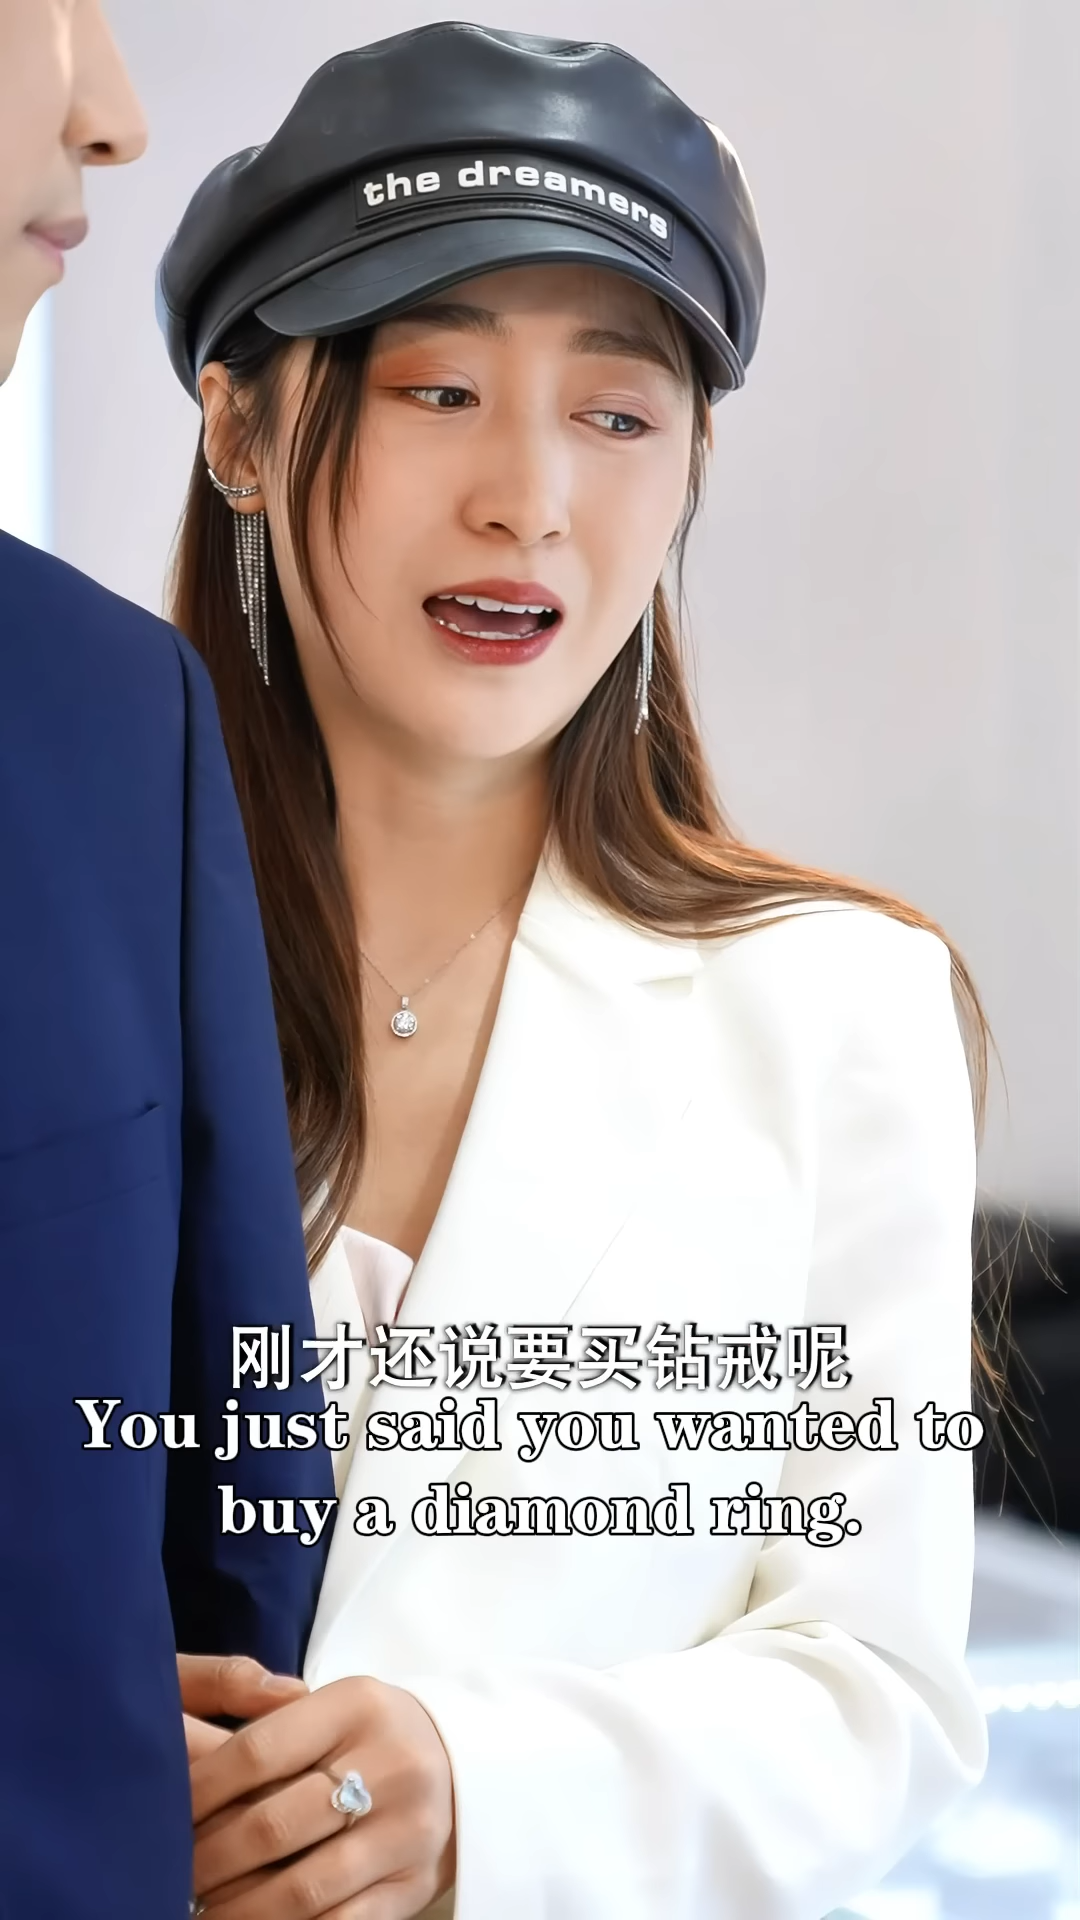 the dreamers
刚才还说要买钻戒呢
You just said you wanted to
buy a diamond ring.